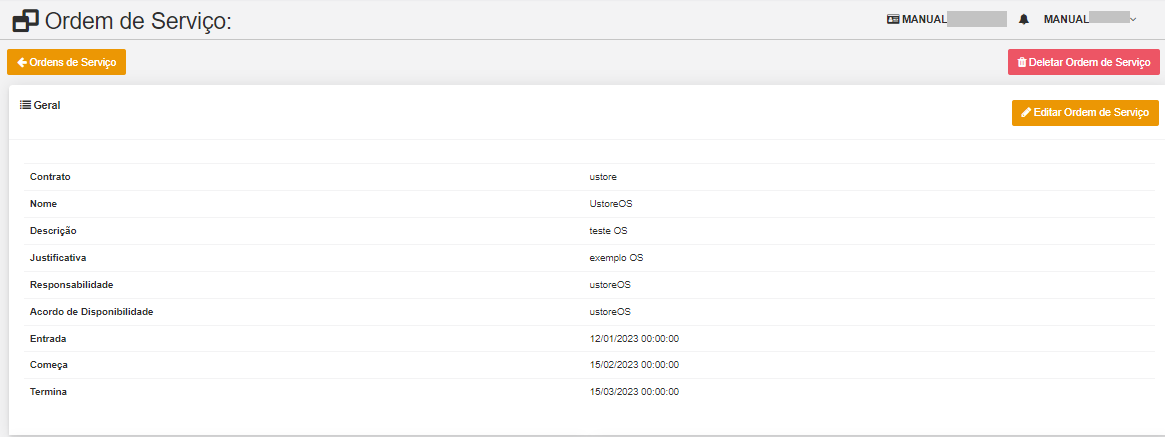 Ordem de Serviço:
MANUAL
MANUAL
Ordens de Serviço
Deletar Ordem de Serviço
Geral
Editar Ordem de Serviço
Contrato ustore
Nome UstoreOS
Descrição teste OS
Justificativa exemplo OS
Responsabilidade ustoreOS
Acordo de Disponibilidade ustoreOS
Entrada 12/01/2023 00:00:00
Começa 15/02/2023 00:00:00
Termina 15/03/2023 00:00:00